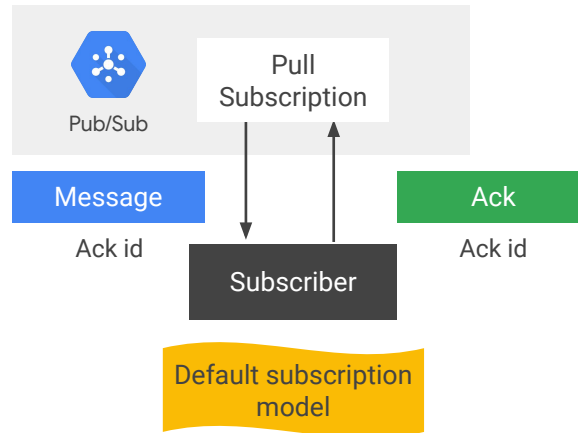 Pull
Subscription
Pub/Sub
Message
Ack
Ack id
Ack id
Subscriber
Default subscription
model